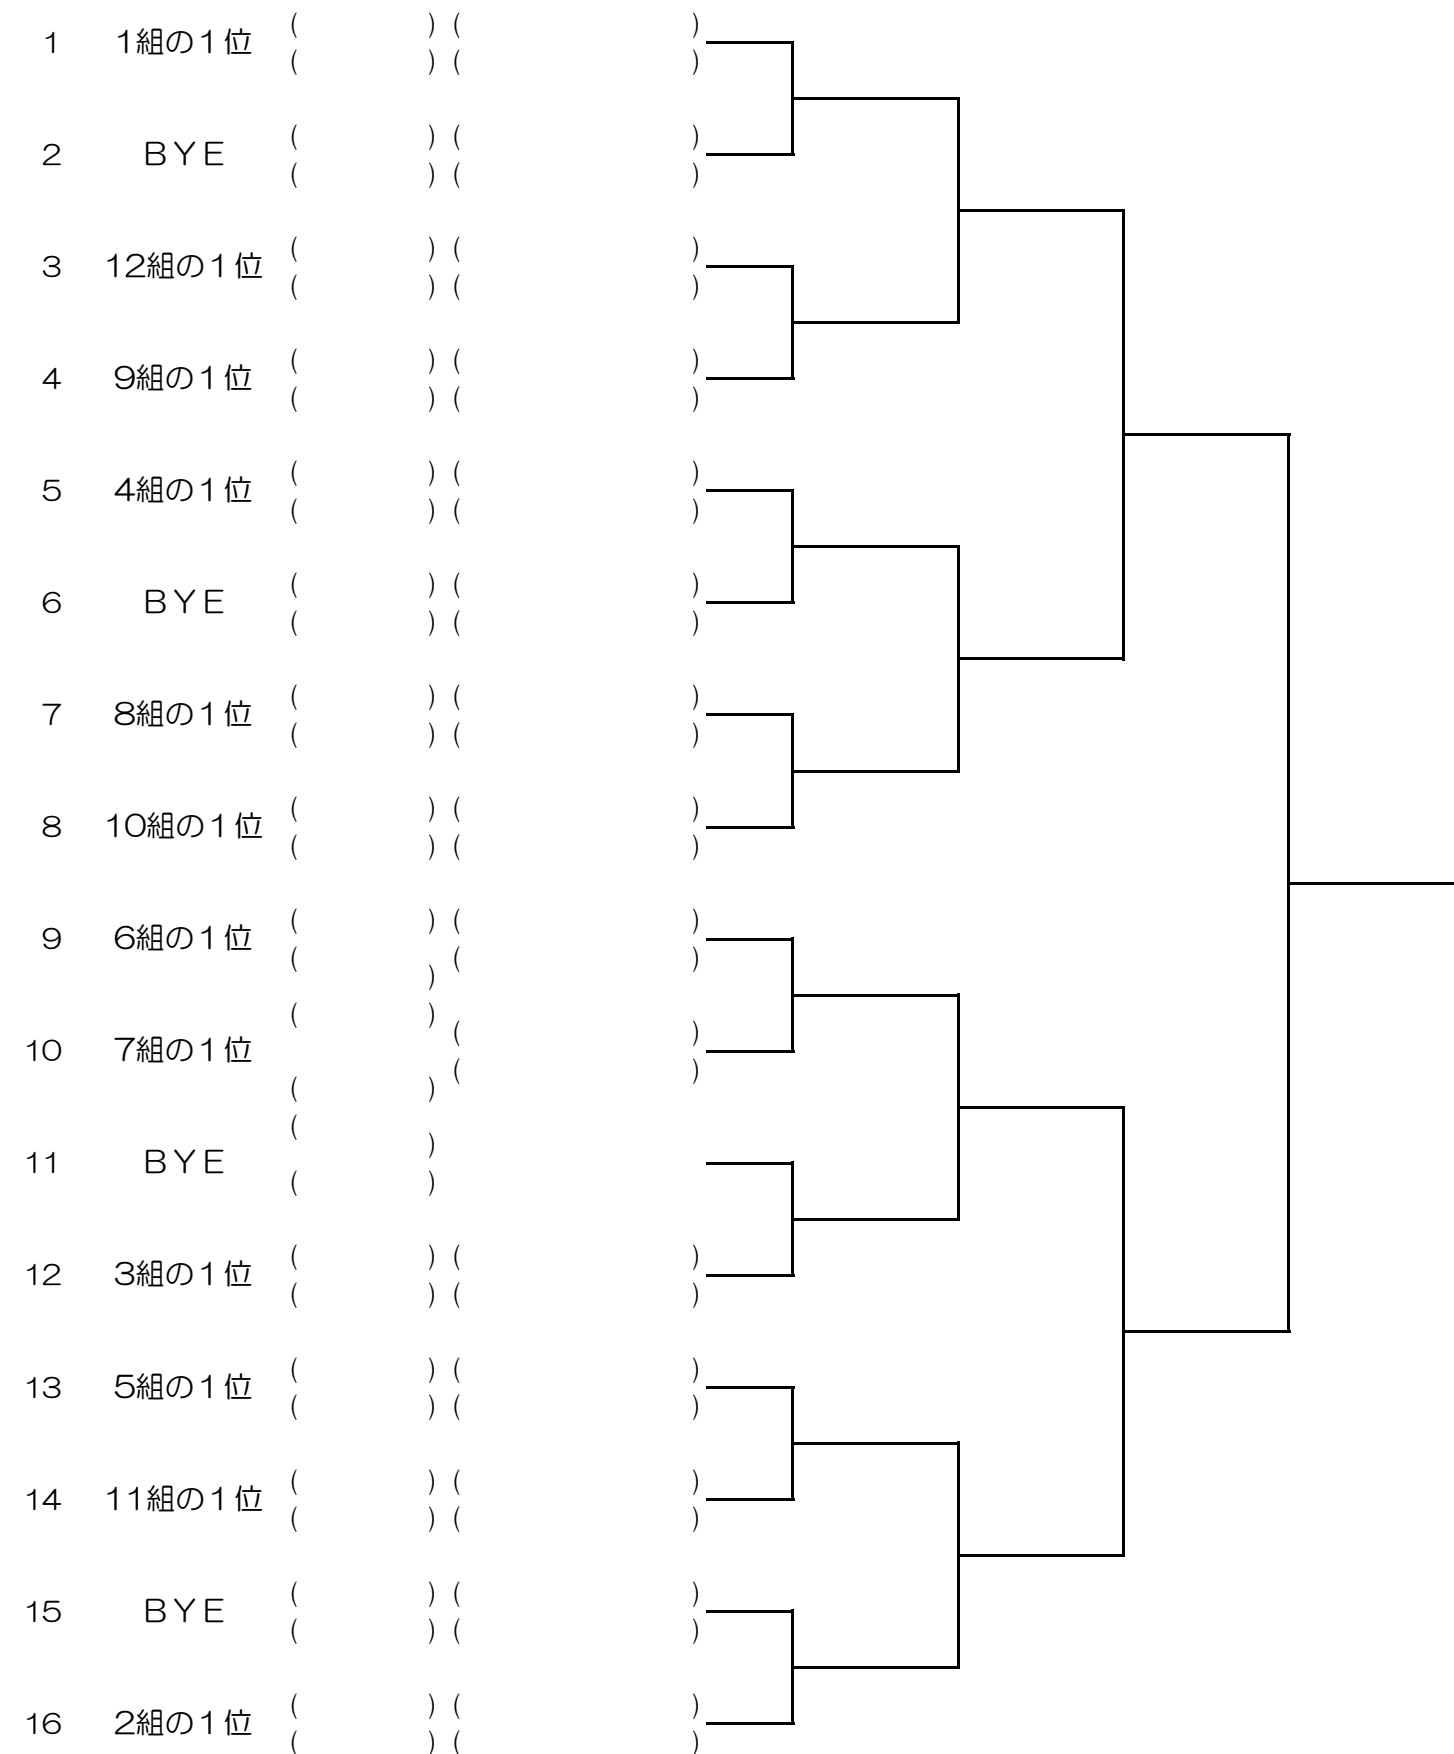 1 1組の１位 ( ) ( )
( ) ( )
2 ＢＹＥ ( ) ( )
( ) ( )
3 12組の１位 ( ) ( )
( ) ( )
4 9組の１位 ( ) ( )
( ) ( )
5 4組の１位 ( ) ( )
( ) ( )
6 ＢＹＥ ( ) ( )
( ) ( )
7 8組の１位 ( ) ( )
( ) ( )
8 10組の１位 ( ) ( )
( ) ( )
9 6組の１位 ( ) ( )
( ) ( )
10 7組の１位 ( ) ( )
( ) ( )
11 ＢＹＥ ( )
( )
12 3組の１位 ( ) ( )
( ) ( )
13 5組の１位 ( ) ( )
( ) ( )
14 11組の１位 ( ) ( )
( ) ( )
15 ＢＹＥ ( ) ( )
( ) ( )
16 2組の１位 ( ) ( )
( ) ( )